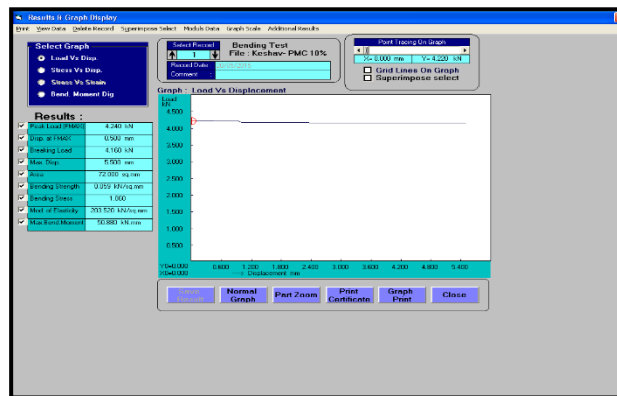 Results & Graph Display
Print View Data Delete Record Superimpose Select Module Data Graph Scale Additional Results
Select Graph
Load Vs Disp.
Stress Vs Disp.
Stress Vs Strain
Bend. Moment Dig
Select Record
1
Bending Test
File : Keshav- PMC 10%
Record Date
Comment :
Point Tracing On Graph
X= 0.000 mm Y= 4.220 kN
Grid Lines On Graph
Superimpose select
Graph : Load Vs Displacement
Load
kN
4.500
4.000
3.500
3.000
2.500
2.000
1.500
1.000
0.500
Y0=0.000
X0=0.000
0.600 1.200 1.800 2.400 3.000 3.600 4.200 4.800 5.400
Displacement mm
Results :
Peak Load (FMAX) 4.240 kN
Disp. at FMAX 0.500 mm
Breaking Load 4.160 kN
Max. Disp. 5.500 mm
Area 72.000 sq.mm
Bending Strength 0.059 kN/sq.mm
Bending Stress 1.060
Mod. of Elasticity 203.520 kN/sq.mm
Max Bend Moment 50.880 kN.mm
Save Result
Normal Graph
Part Zoom
Print Certificate
Graph Print
Close